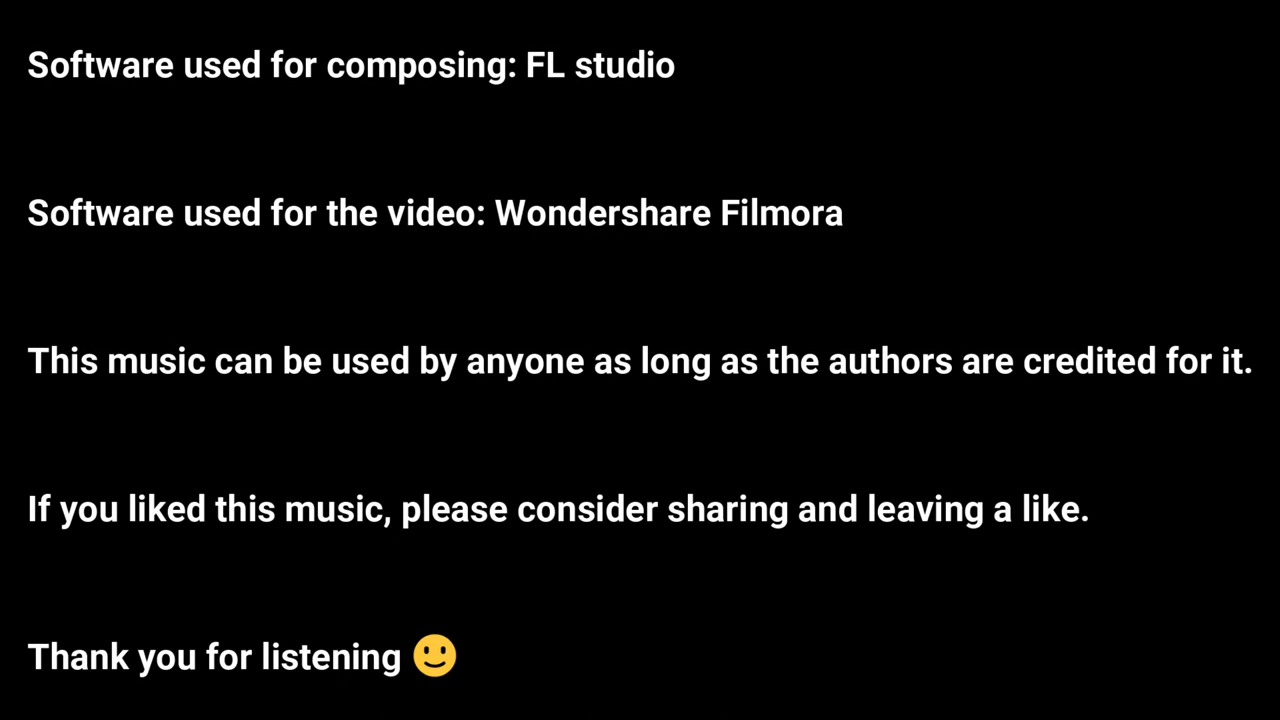 Software used for composing: FL studio
Software used for the video: Wondershare Filmora
This music can be used by anyone as long as the authors are credited for it.
If you liked this music, please consider sharing and leaving a like.
Thank you for listening 🙂